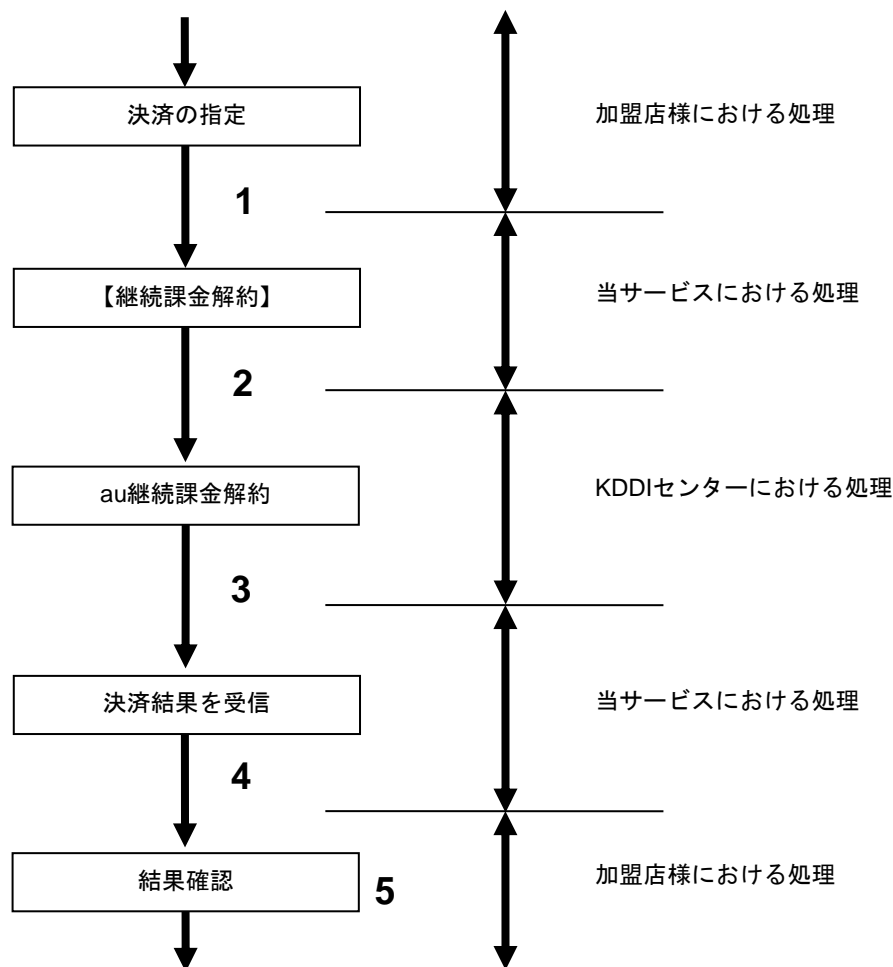 決済の指定
加盟店様における処理
1
【継続課金解約】
当サービスにおける処理
2
au継続課金解約
KDDIセンターにおける処理
3
決済結果を受信
当サービスにおける処理
4
結果確認
5
加盟店様における処理